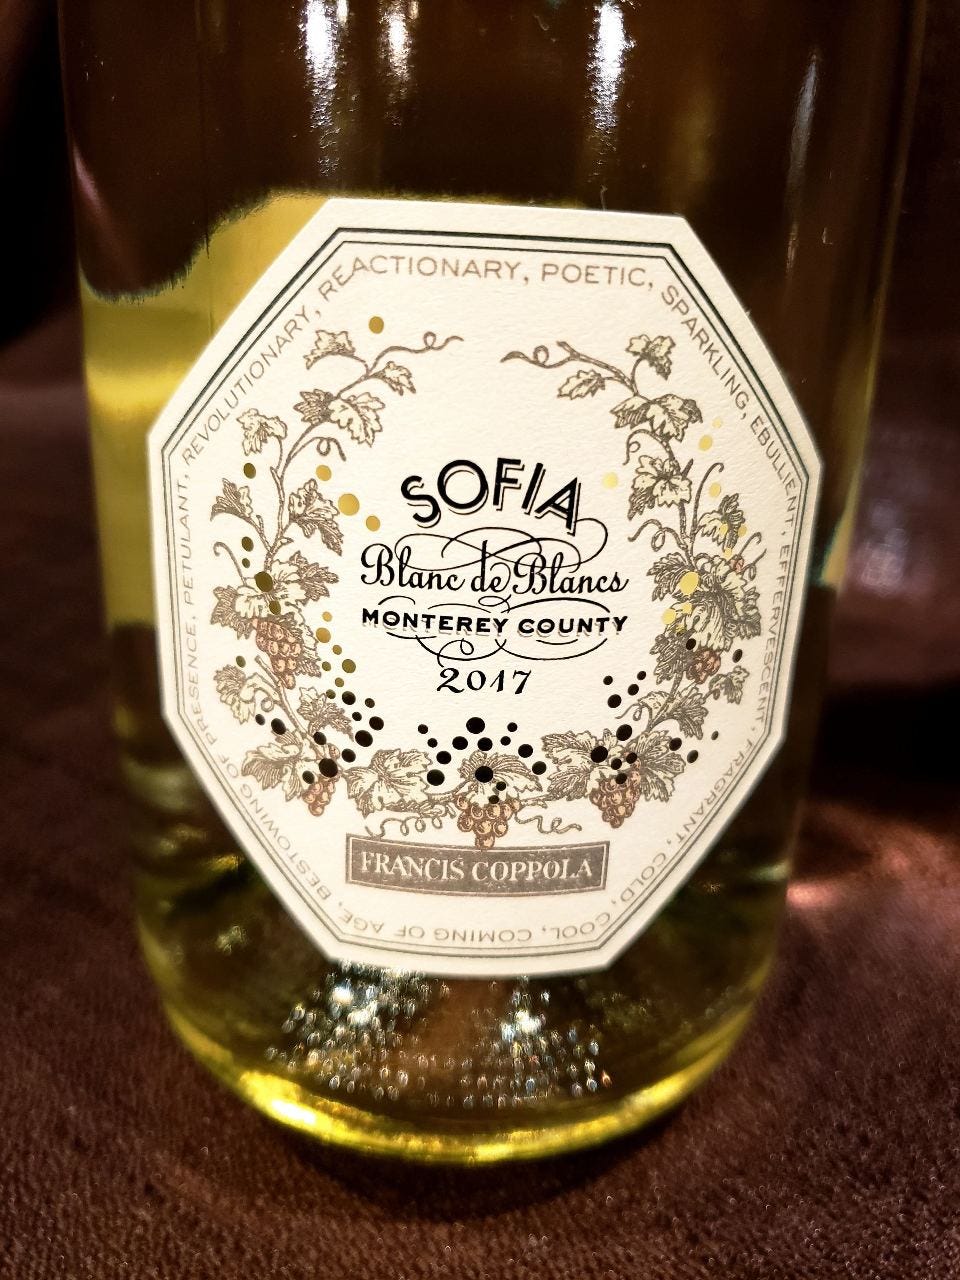 REVOLUTIONARY, REACTIONARY, POETIC, SPARKLING, EBULLIENT, EFFERVESCENT, FRAGRANT, COLD, COOL, COMING OF AGE, BESTOWING OF PRESENCE, PETULANT,
SOFIA
Blanc de Blancs
MONTEREY COUNTY
2017
FRANCIS COPPOLA